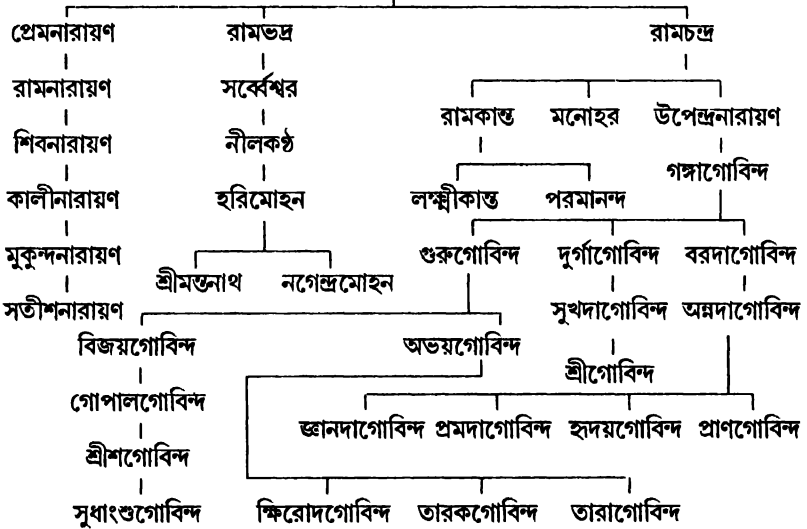 প্রেমনারায়ণ রামভদ্র রামচন্দ্র
রামনারায়ণ সর্ব্বেশ্বর
রামকান্ত মনোহর উপেন্দ্রনারায়ণ
শিবনারায়ণ নীলকণ্ঠ
গঙ্গাগোবিন্দ
কালীনারায়ণ হরিমোহন লক্ষ্মীকান্ত পরমানন্দ
মুকুন্দনারায়ণ গুরুগোবিন্দ দুর্গাগোবিন্দ বরদাগোবিন্দ
শ্রীমন্তনাথ নগেন্দ্রমোহন
সতীশনারায়ণ সুখদাগোবিন্দ অন্নদাগোবিন্দ
বিজয়গোবিন্দ অভয়গোবিন্দ
শ্রীগোবিন্দ
গোপালগোবিন্দ
জ্ঞানদাগোবিন্দ প্রমদাগোবিন্দ হৃদয়গোবিন্দ প্রাণগোবিন্দ
শ্রীশগোবিন্দ
সুধাংশুগোবিন্দ ক্ষিরোদগোবিন্দ তারকগোবিন্দ তারাগোবিন্দ